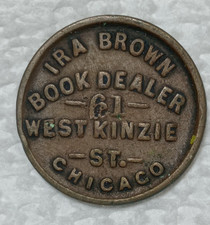 IRA BROWN
BOOK DEALER
-61-
WEST KINZIE
-ST.-
CHICAGO